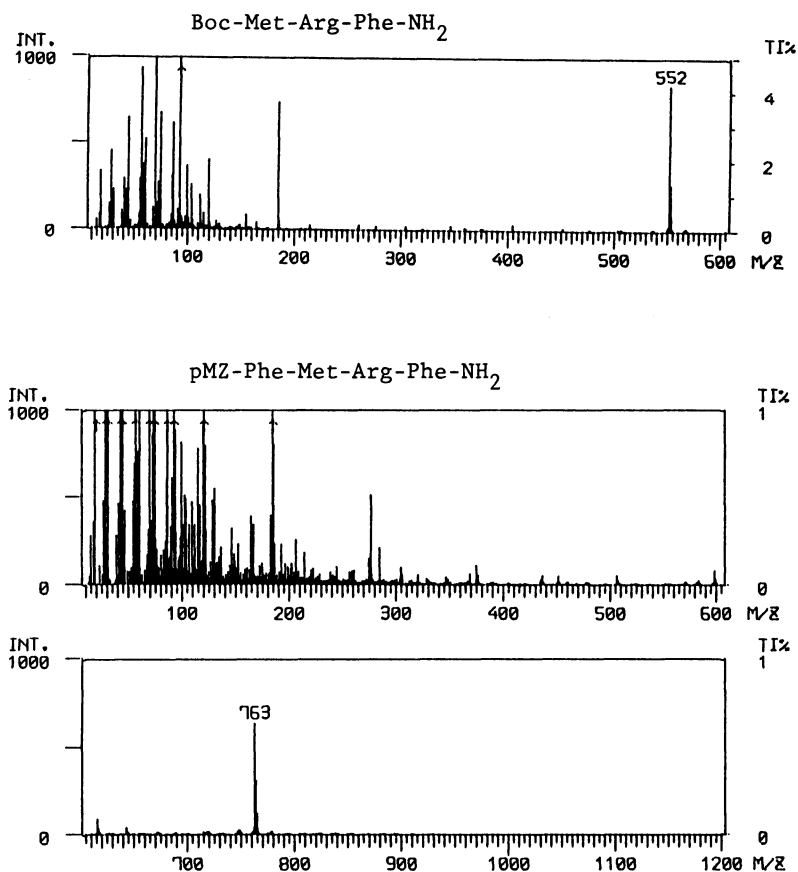 Boc-Met-Arg-Phe-NH2
INT.
1000
TI%
552
4
2
0
0
100 200 300 400 500 600 M/Z
pMZ-Phe-Met-Arg-Phe-NH2
INT.
1000
TI%
1
0
0
100 200 300 400 500 600 M/Z
INT.
1000
TI%
1
763
0
0
700 800 900 1000 1100 1200 M/Z